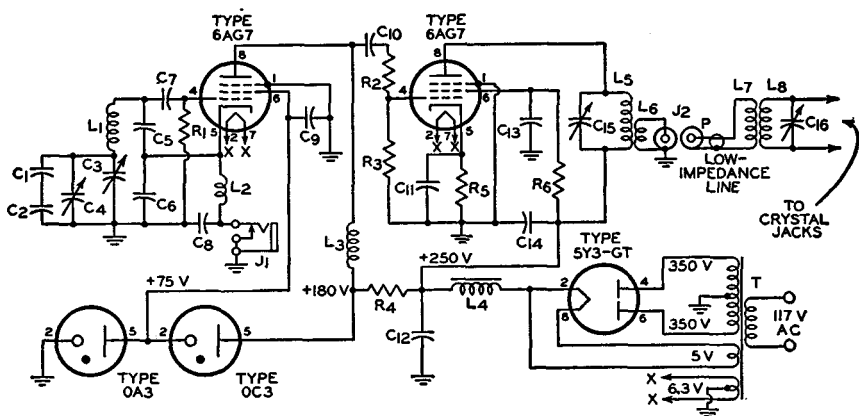 TYPE
6AG7
TYPE
6AG7
8
C10
8
C7
4
1
6
R2
4
1
6
L5
L7
L8
L1
C5
R1
5
2
7
X X
C9
5
2
7
X X
C13
C15
L6
J2
P
C16
C1
C3
L2
R3
C11
R5
R6
LOW-
IMPEDANCE
LINE
C2
C4
C6
C8
J1
L3
C14
TO
CRYSTAL
JACKS
+75 V
+180V
R4
+250 V
L4
TYPE
5Y3-GT
2
4
350 V
T
8
6
350 V
117 V
AC
2
5
2
5
C12
5V
TYPE
0A3
TYPE
0C3
X
6.3V
X